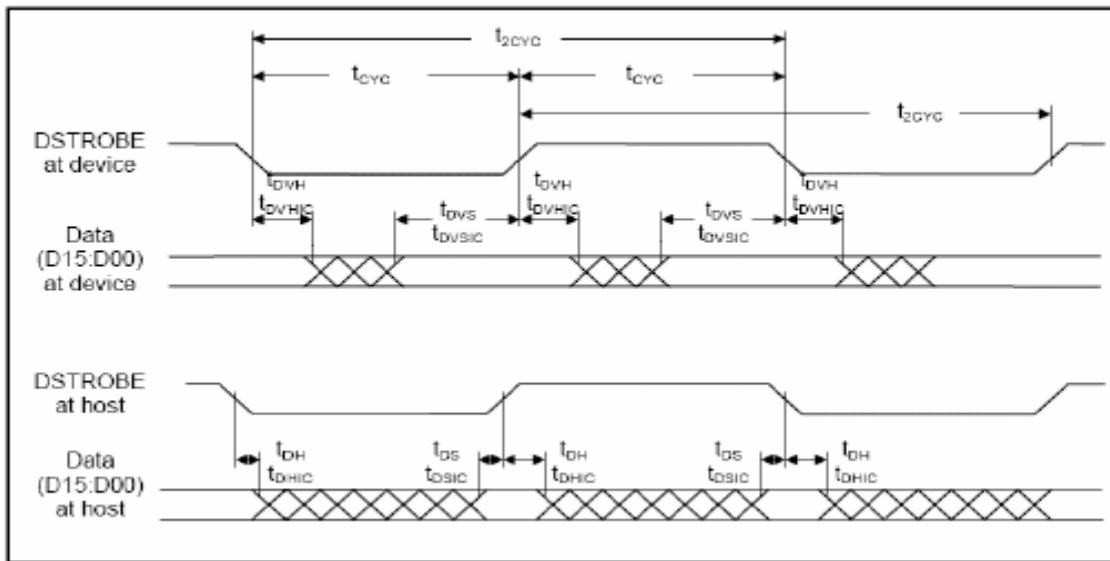 t2CYC
tCYC tCYC
t2CYC
DSTROBE
at device
tDVH tDVH tDVH
tDVHIC tDVS tDVHIC tDVS tDVHIC
tDVSIC tDVSIC
Data
(D15:D00)
at device
DSTROBE
at host
tDH tDS tDH tDS tDH
tDHIC tDSIC tDHIC tDSIC tDHIC
Data
(D15:D00)
at host